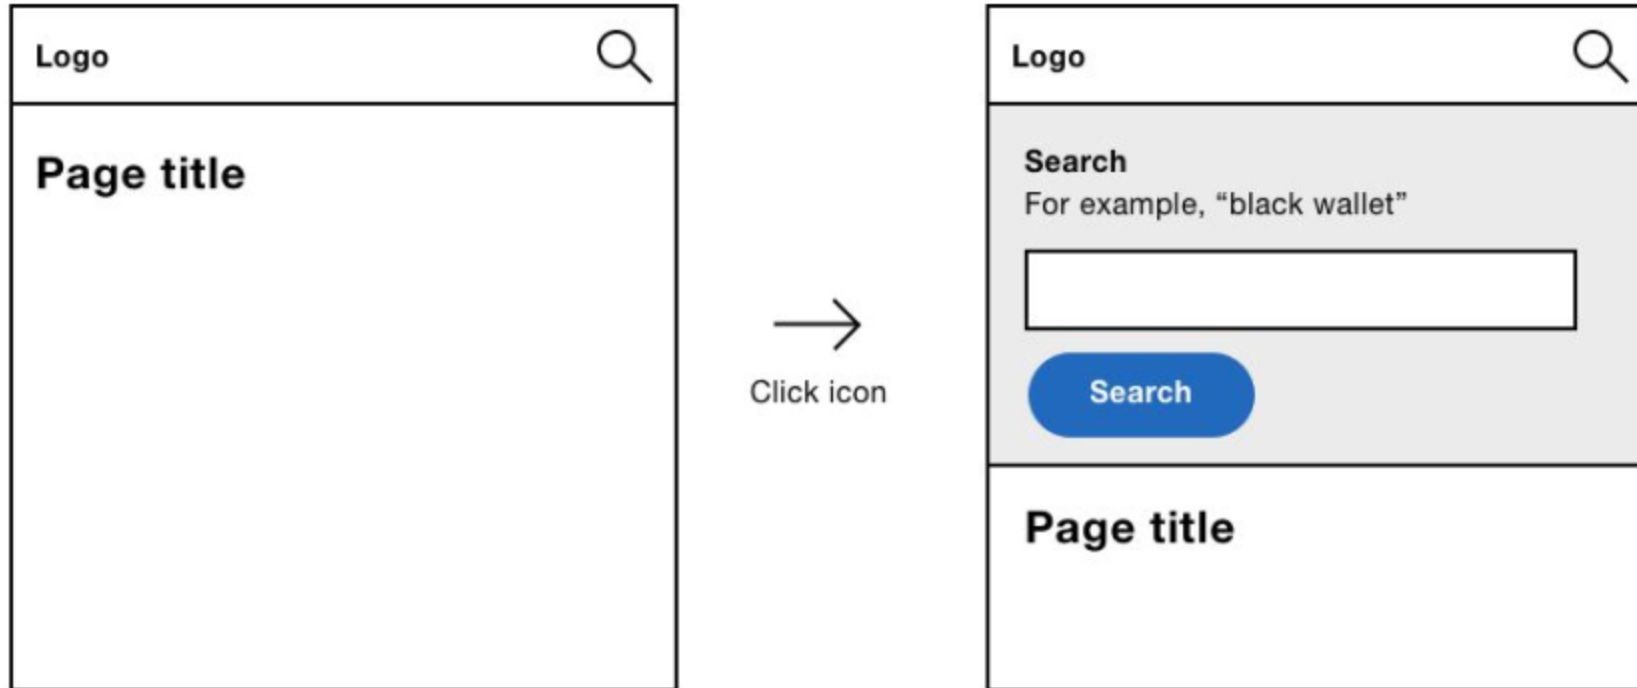 Logo
Page title
Click icon
Logo
Search
For example, “black wallet”
Search
Page title